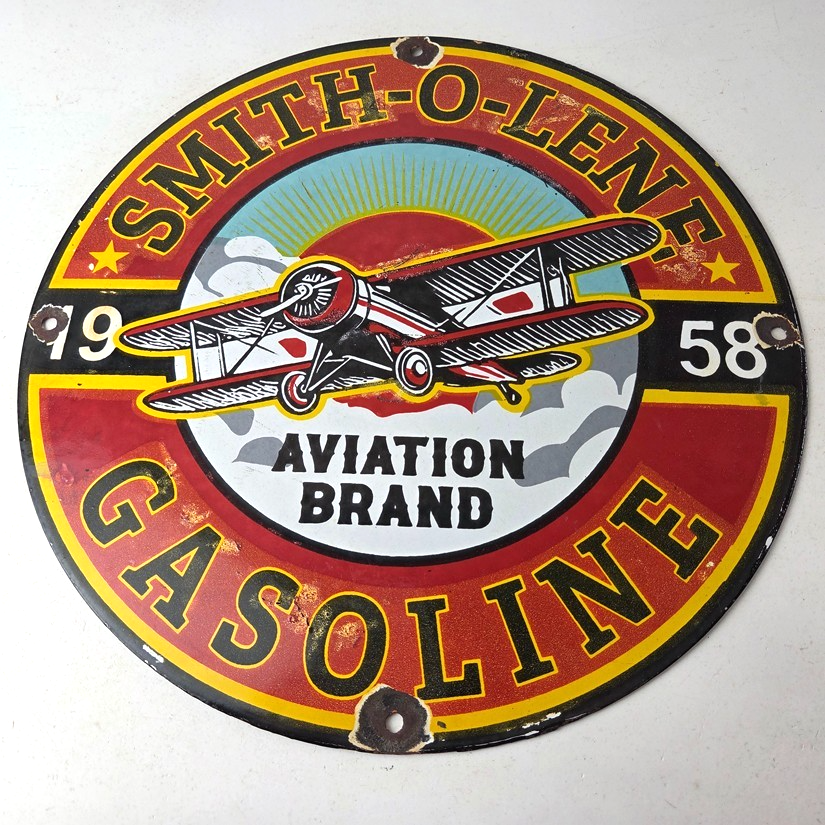 SMITH-O-LENE
19 58
AVIATION
BRAND
GASOLINE